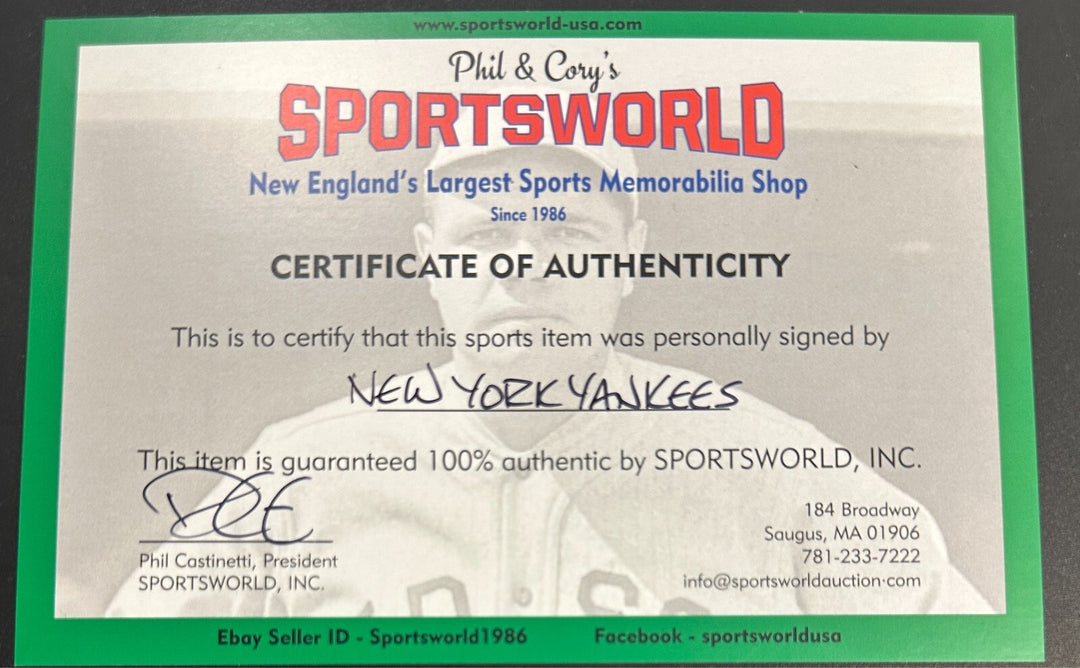 www.sportsworld-usa.com
Phil & Cory's
SPORTSWORLD
New England's Largest Sports Memorabilia Shop
Since 1986
CERTIFICATE OF AUTHENTICITY
This is to certify that this sports item was personally signed by
NEW YORK YANKEES
This item is guaranteed 100% authentic by SPORTSWORLD, INC.
Phil Castinetti, President
SPORTSWORLD, INC.
184 Broadway
Saugus, MA 01906
781-233-7222
info@sportsworldauction·com
Ebay Seller ID - Sportsworld1986
Facebook - sportsworldusa